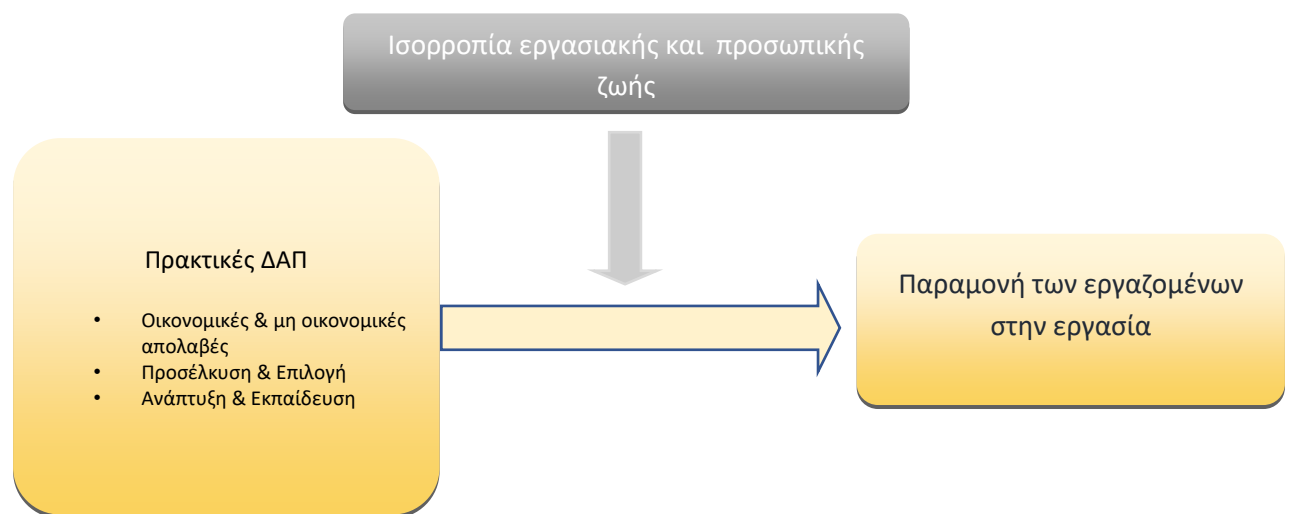 Ισορροπία εργασιακής και προσωπικής
ζωής
Πρακτικές ΔΑΠ
• Οικονομικές & μη οικονομικές
απολαβές
• Προσέλκυση & Επιλογή
• Ανάπτυξη & Εκπαίδευση
Παραμονή των εργαζομένων
στην εργασία